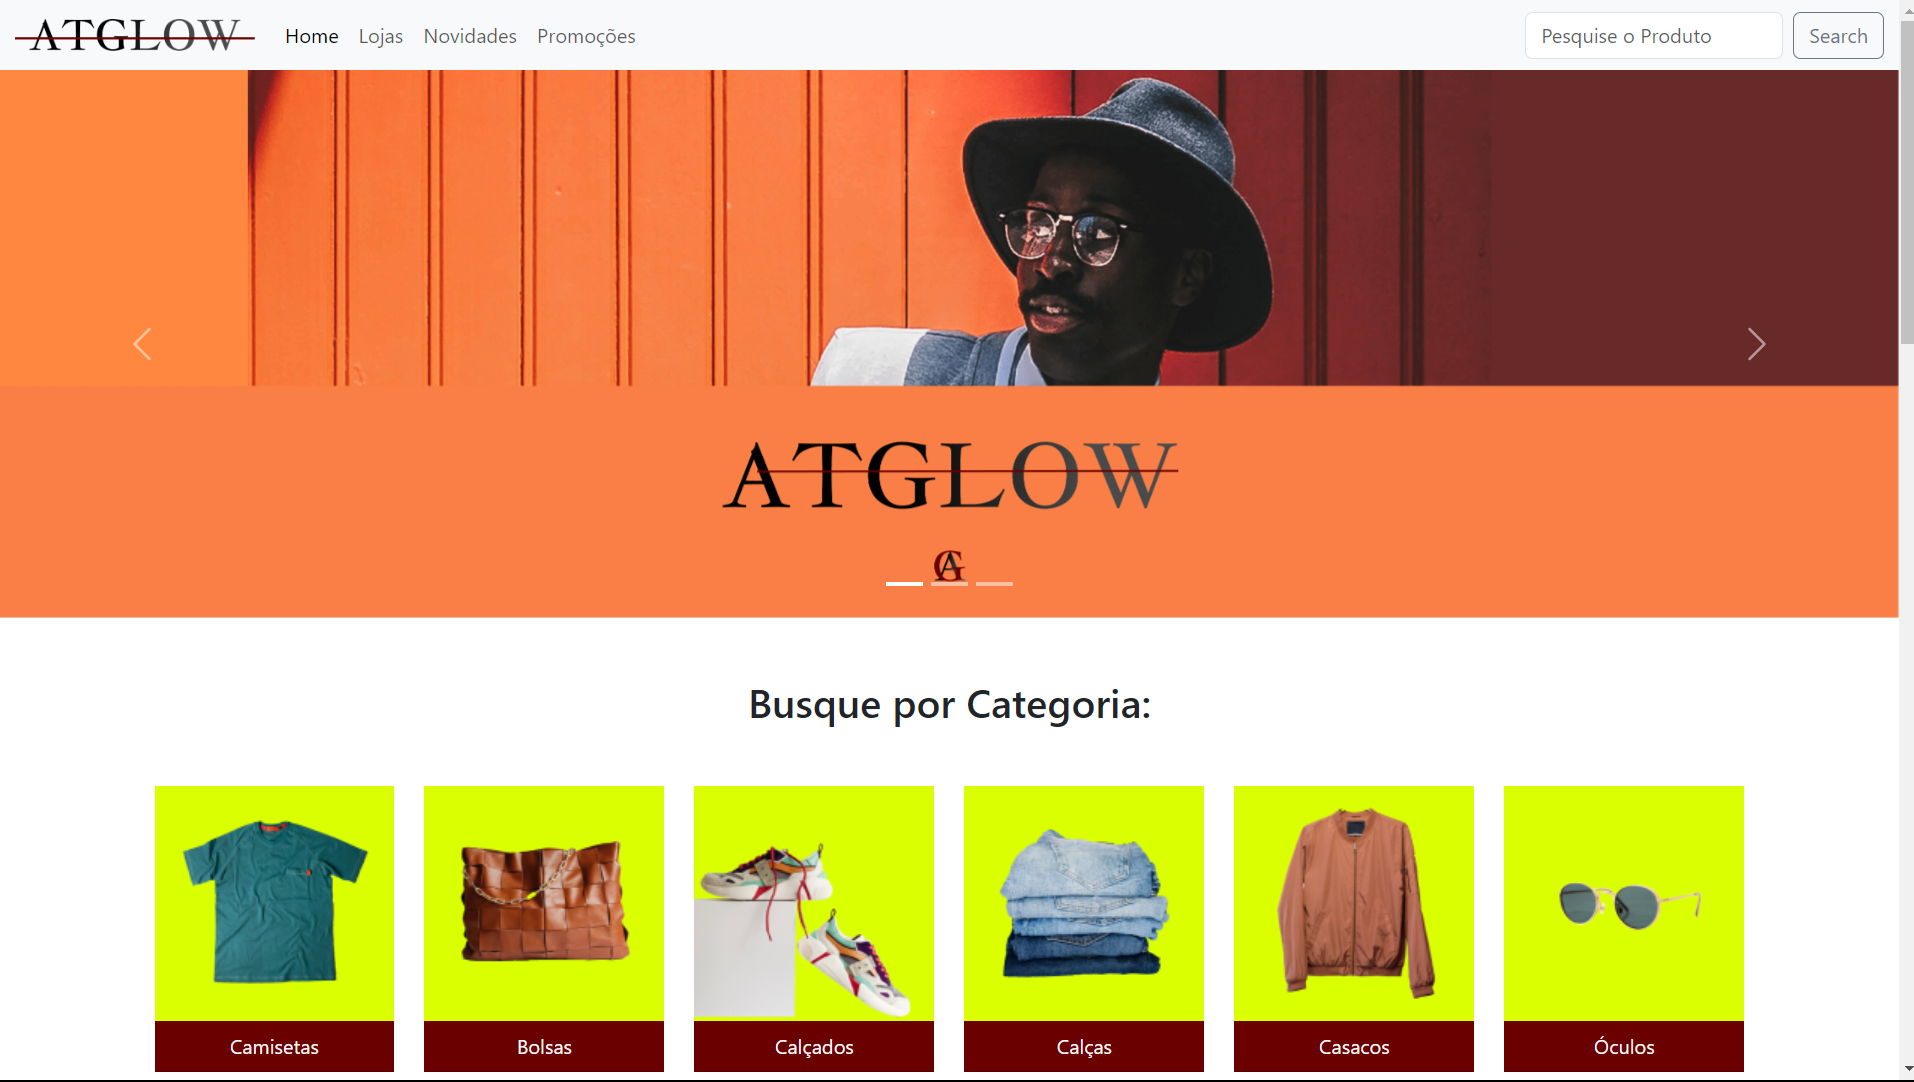 ATGLOW
Home Lojas Novidades Promoções
Pesquise o Produto
Search
ATGLOW
AG
Busque por Categoria:
Camisetas
Bolsas
Calçados
Calças
Casacos
Óculos